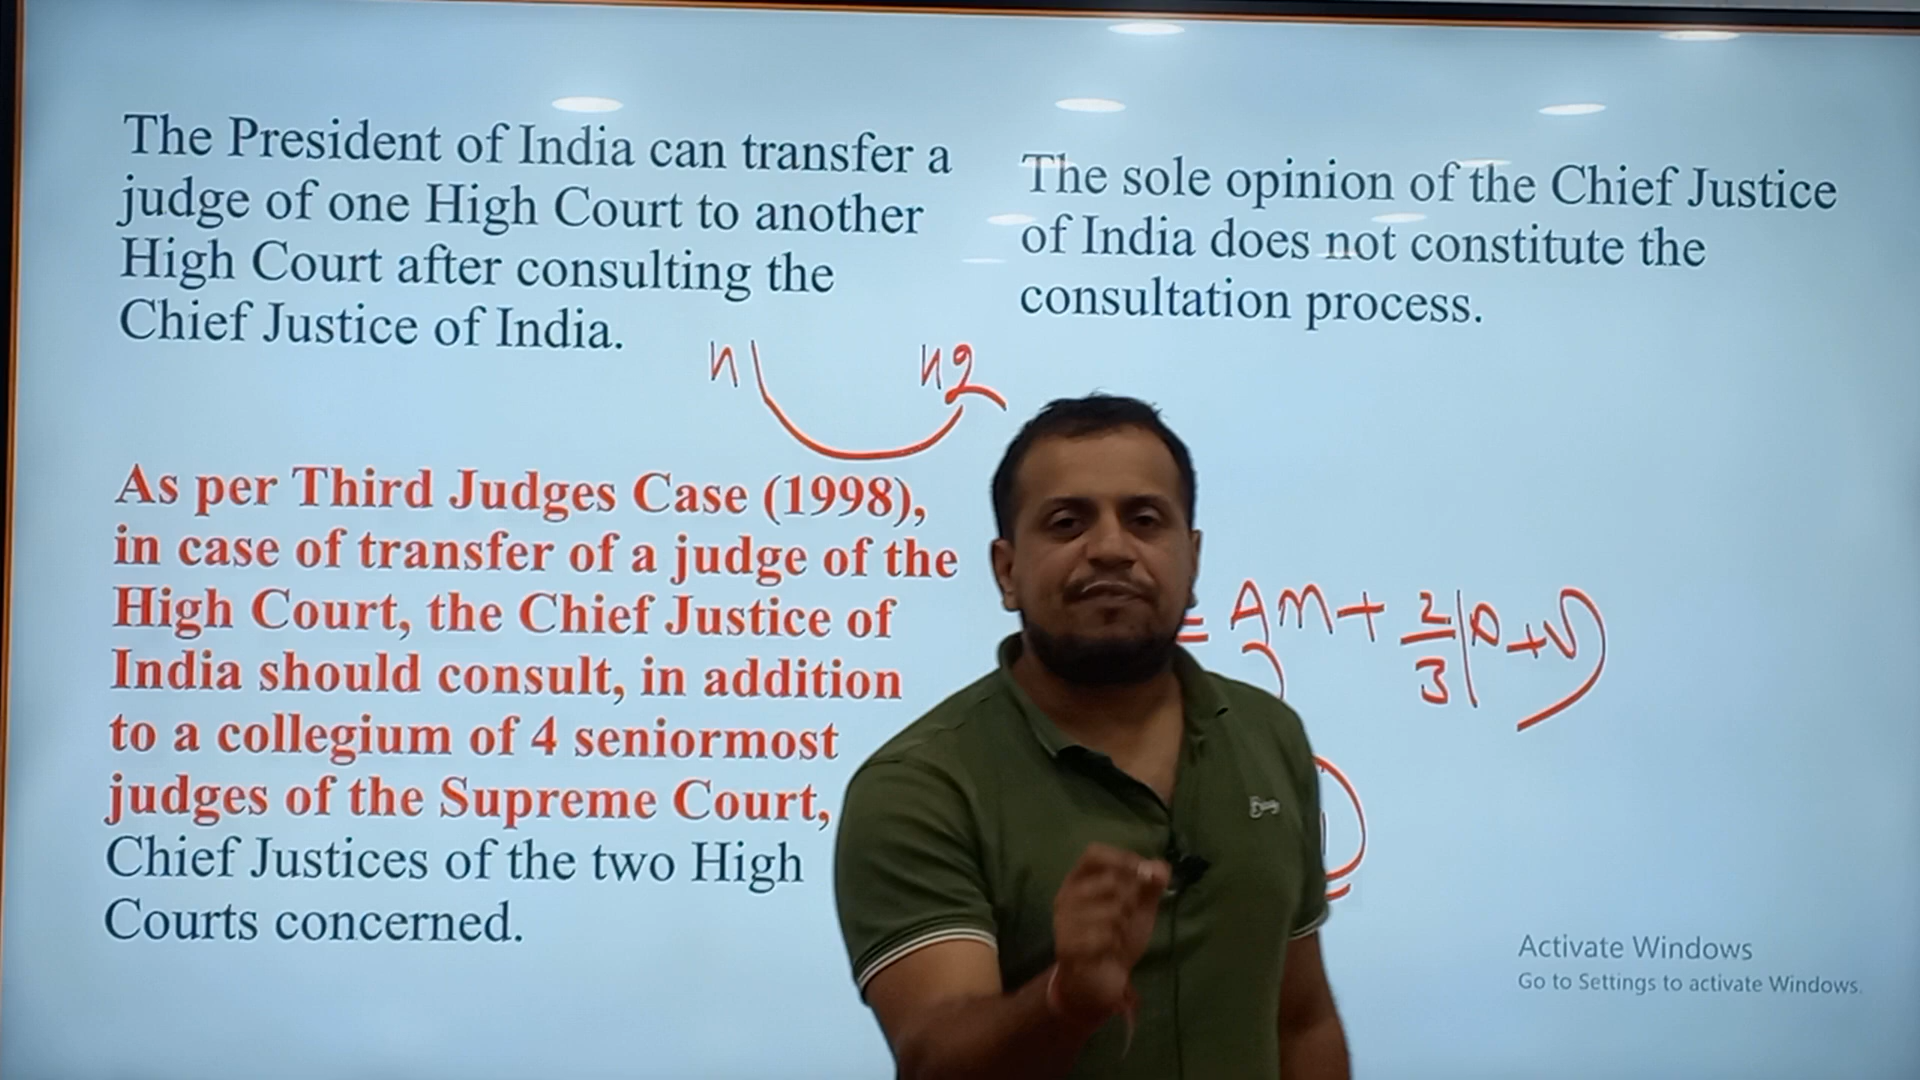 The President of India can transfer a
judge of one High Court to another
High Court after consulting the
Chief Justice of India.
The sole opinion of the Chief Justice
of India does not constitute the
consultation process.
As per Third Judges Case (1998),
in case of transfer of a judge of the
High Court, the Chief Justice of
India should consult, in addition
to a collegium of 4 seniormost
judges of the Supreme Court,
Chief Justices of the two High
Courts concerned.
= AM + 2/3 (P+V)
Activate Windows
Go to Settings to activate Windows.